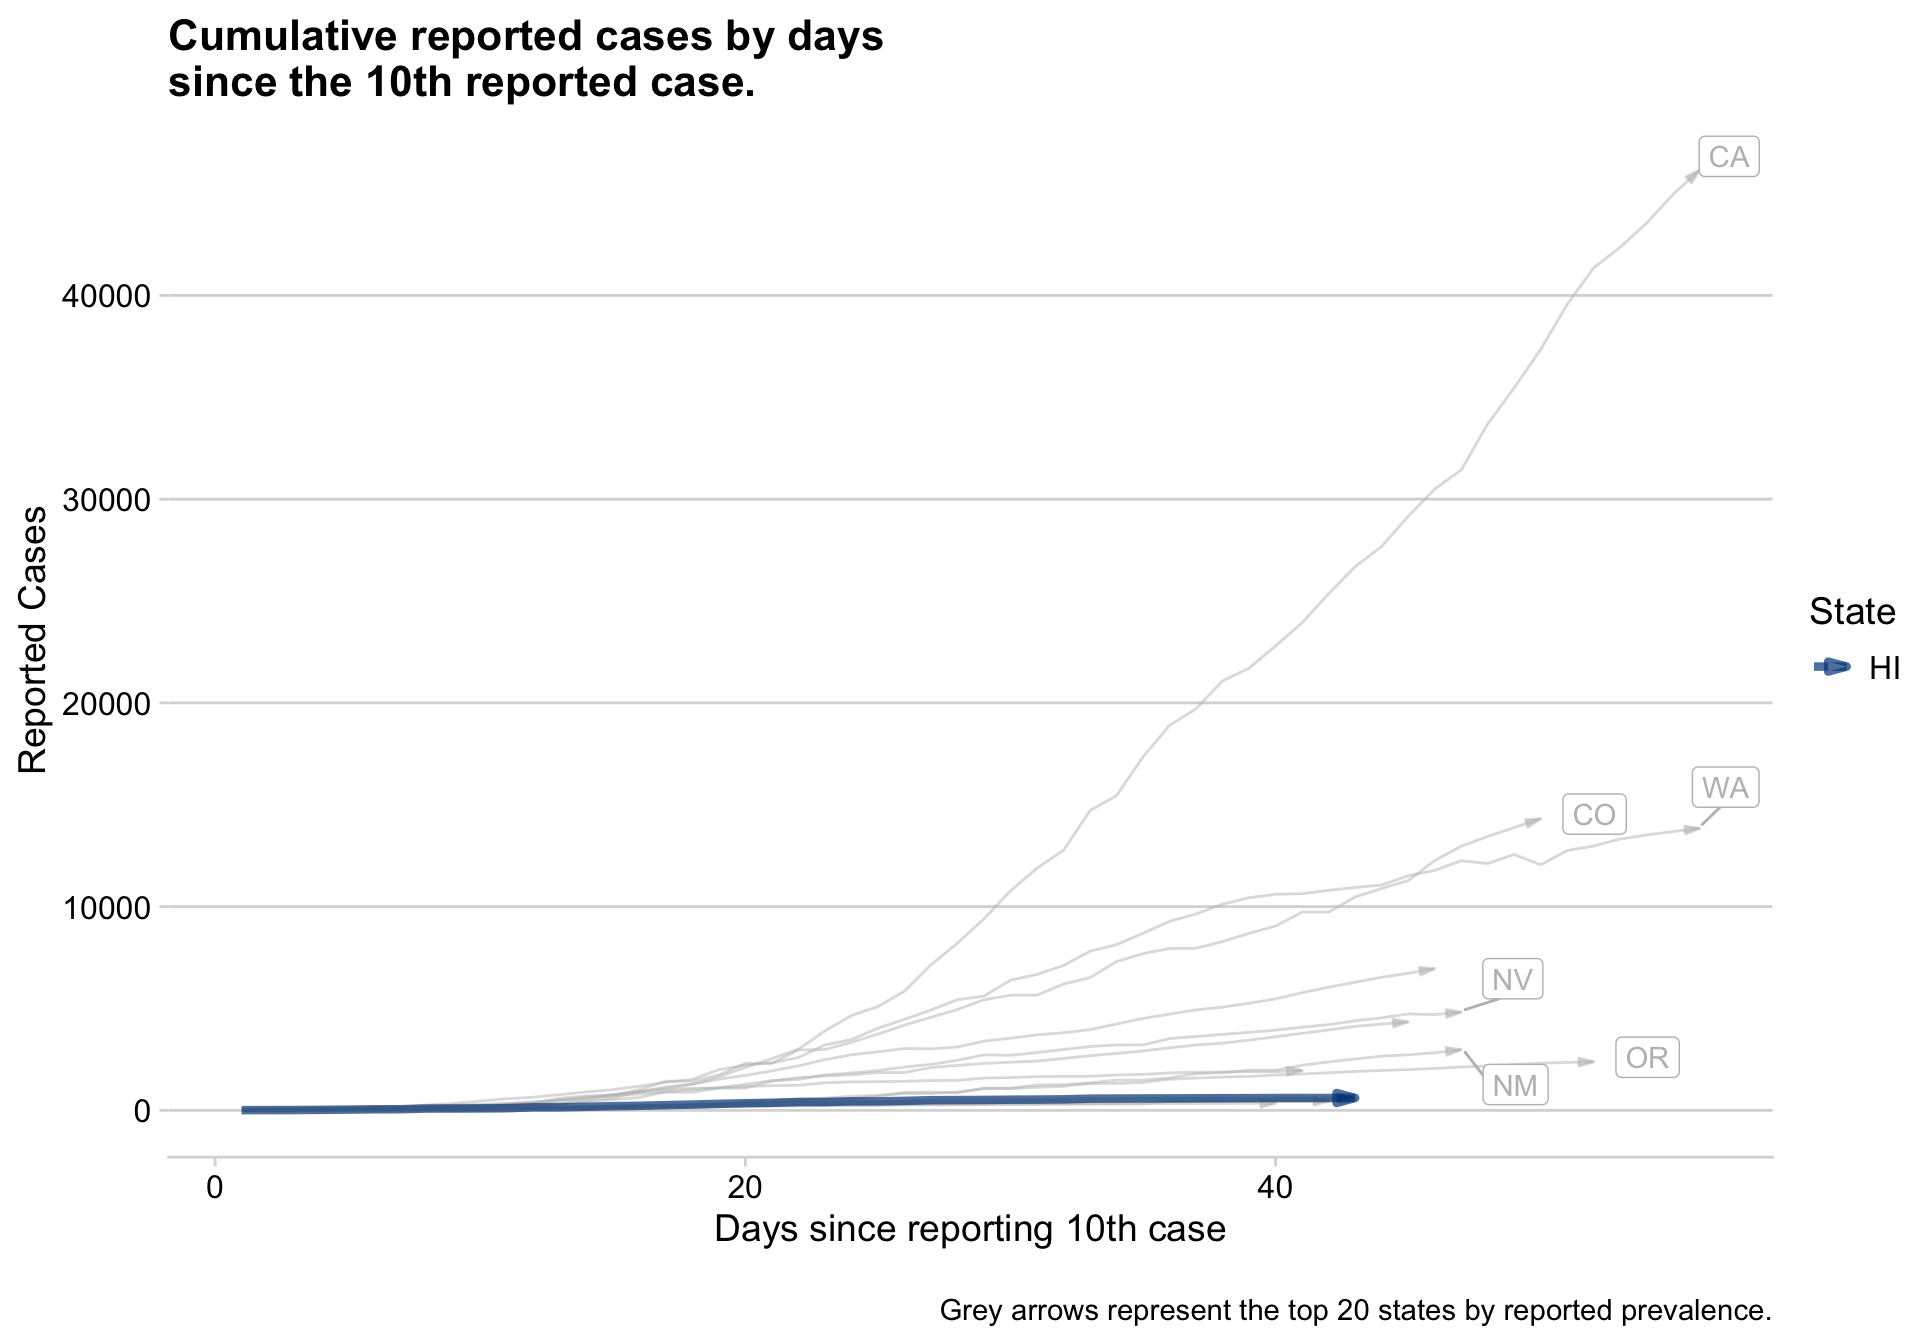 Cumulative reported cases by days
since the 10th reported case.
CA
40000
30000
Reported Cases
State
HI
20000
WA
CO
10000
NV
OR
NM
0
0 20 40
Days since reporting 10th case
Grey arrows represent the top 20 states by reported prevalence.